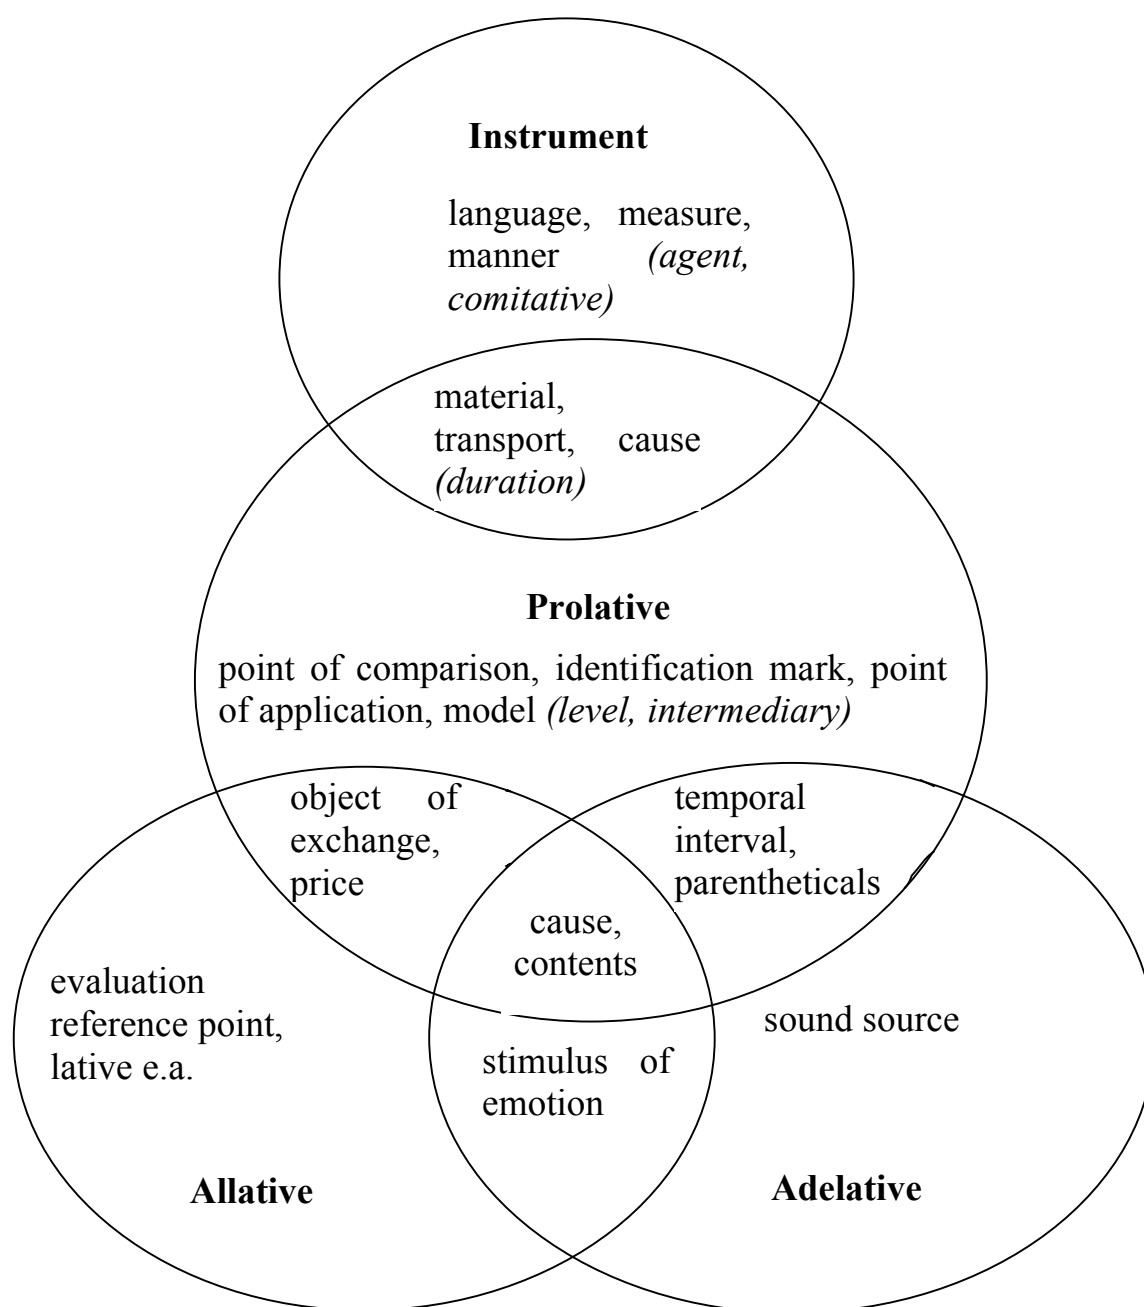 Instrument
language, measure,
manner (agent,
comitative)
material,
transport, cause
(duration)
Prolative
point of comparison, identification mark, point
of application, model (level, intermediary)
object of
exchange,
price
temporal
interval,
parentheticals
cause,
contents
evaluation
reference point,
lative e.a.
sound source
stimulus of
emotion
Allative
Adelative